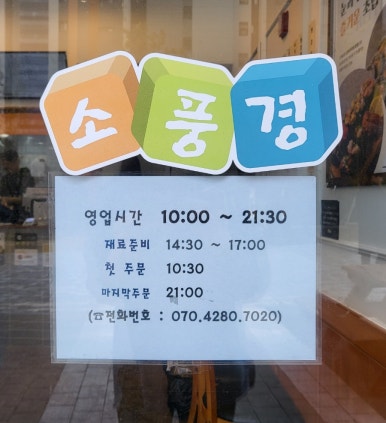 소풍경
영업시간 10:00 ~ 21:30
재료준비 14:30 ~ 17:00
첫 주문 10:30
마지막주문 21:00
(☎전화번호 : 070.4280.7020)